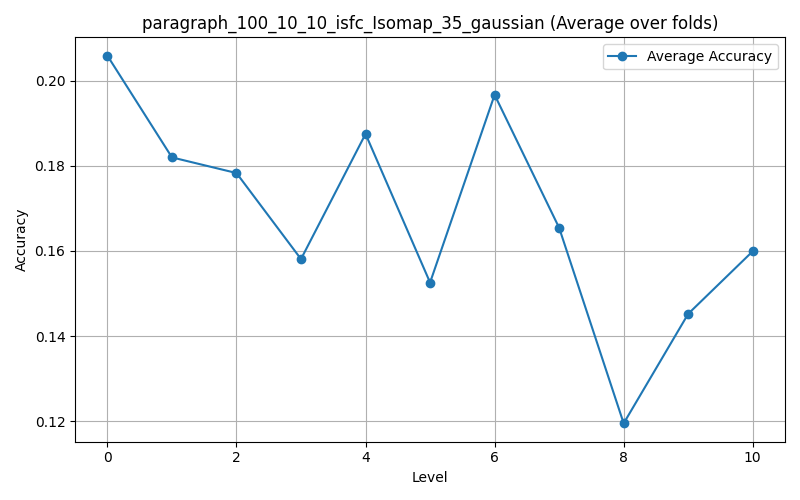 paragraph_100_10_10_isfc_Isomap_35_gaussian (Average over folds)
Average Accuracy
0.20
0.18
0.16
0.14
0.12
Accuracy
0 2 4 6 8 10
Level